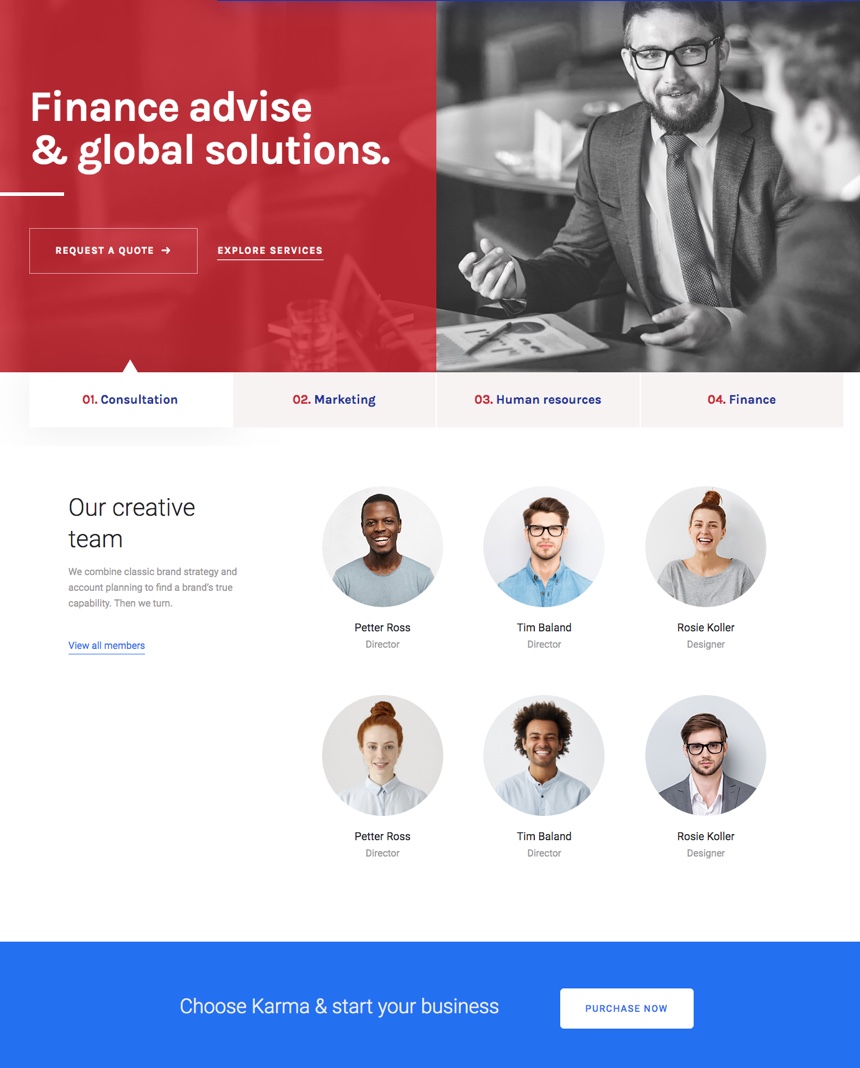 Finance advise
& global solutions.
REQUEST A QUOTE →
EXPLORE SERVICES
01. Consultation
02. Marketing
03. Human resources
04. Finance
Our creative
team
We combine classic brand strategy and
account planning to find a brand's true
capability. Then we turn.
View all members
Petter Ross
Director
Tim Baland
Director
Rosie Koller
Designer
Petter Ross
Director
Tim Baland
Director
Rosie Koller
Designer
Choose Karma & start your business
PURCHASE NOW